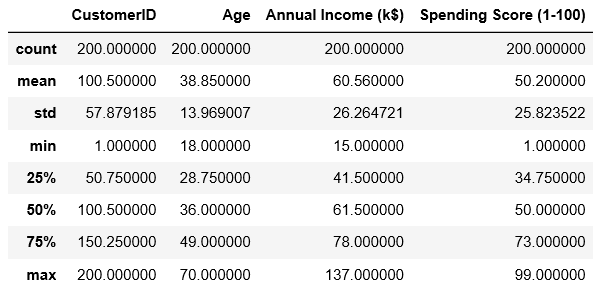 CustomerID Age Annual Income (k$) Spending Score (1-100)
count 200.000000 200.000000 200.000000 200.000000
mean 100.500000 38.850000 60.560000 50.200000
std 57.879185 13.969007 26.264721 25.823522
min 1.000000 18.000000 15.000000 1.000000
25% 50.750000 28.750000 41.500000 34.750000
50% 100.500000 36.000000 61.500000 50.000000
75% 150.250000 49.000000 78.000000 73.000000
max 200.000000 70.000000 137.000000 99.000000